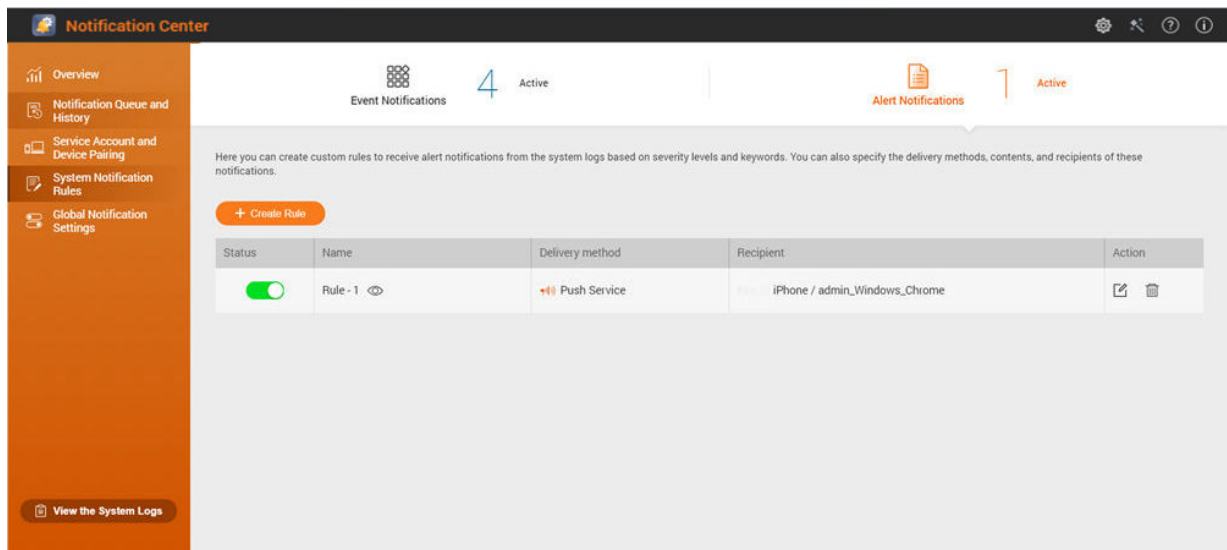 Notification Center
Overview
Notification Queue and
History
Service Account and
Device Pairing
System Notification
Rules
Global Notification
Settings
View the System Logs
Event Notifications
4
Active
Alert Notifications
1
Active
Here you can create custom rules to receive alert notifications from the system logs based on severity levels and keywords. You can also specify the delivery methods, contents, and recipients of these
notifications.
+ Create Rule
Status Name Delivery method Recipient Action
Rule - 1 Push Service iPhone / admin_Windows_Chrome